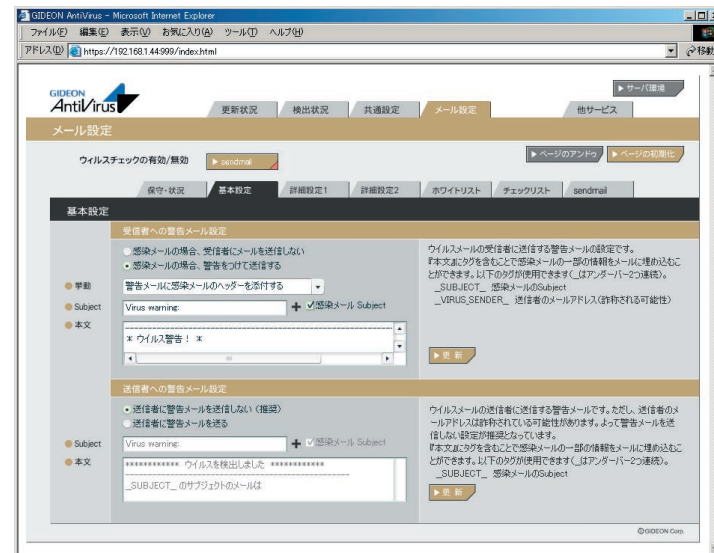 GIDEON AntiVirus - Microsoft Internet Explorer
ファイル(F) 編集(E) 表示(V) お気に入り(A) ツール(T) ヘルプ(H)
アドレス(D) https://192.168.1.44:999/index.html 移動
GIDEON
AntiVirus
サーバ環境
更新状況 検出状況 共通設定 メール設定 他サービス
メール設定
ウィルスチェックの有効/無効 sendmail ページのアンドゥ ページの初期化
保守・状況 基本設定 詳細設定1 詳細設定2 ホワイトリスト チェックリスト sendmail
基本設定
受信者への警告メール設定
感染メールの場合、受信者にメールを送信しない
感染メールの場合、警告をつけて送信する
挙動 警告メールに感染メールのヘッダーを添付する
Subject Virus warning: + 感染メール Subject
本文
* ウイルス警告! *
ウイルスメールの受信者に送信する警告メールの設定です。
『本文』にタグを含むことで感染メールの一部の情報をメールに埋め込むこ
とができます。以下のタグが使用できます(_はアンダーバー2つ連続)。
_SUBJECT_ 感染メールのSubject
_VIRUS_SENDER_ 送信者のメールアドレス(詐称される可能性)
更新
送信者への警告メール設定
送信者に警告メールを送信しない(推奨)
送信者に警告メールを送る
Subject Virus warning: + 感染メール Subject
本文
************ ウイルスを検出しました ************
_SUBJECT_ のサブジェクトのメールは
ウイルスメールの送信者に送信する警告メールです。ただし、送信者のメ
ールアドレスは詐称されている可能性があります。よって警告メールを送
信しない設定が推奨となっています。
『本文』にタグを含むことで感染メールの一部の情報をメールに埋め込むこ
とができます。以下のタグが使用できます(_はアンダーバー2つ連続)。
_SUBJECT_ 感染メールのSubject
更新
©GIDEON Corp.